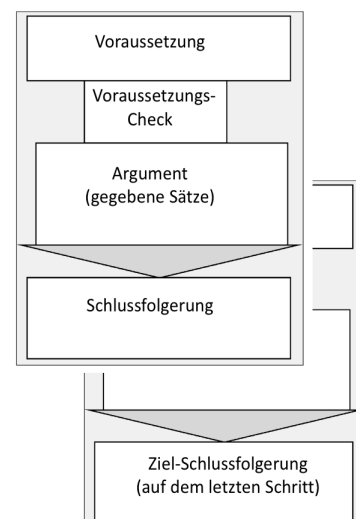 Voraussetzung
Voraussetzungs-
Check
Argument
(gegebene Sätze)
Schlussfolgerung
Ziel-Schlussfolgerung
(auf dem letzten Schritt)